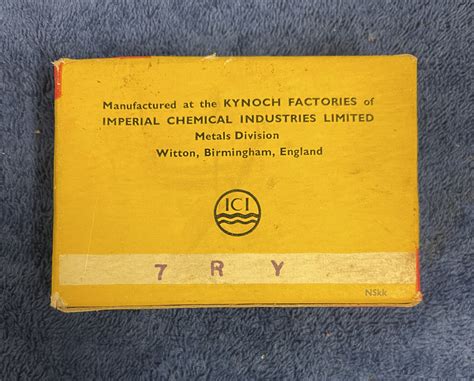 Manufactured at the KYNOCH FACTORIES of
IMPERIAL CHEMICAL INDUSTRIES LIMITED
Metals Division
Witton, Birmingham, England
ICI
7 R Y
NSkk